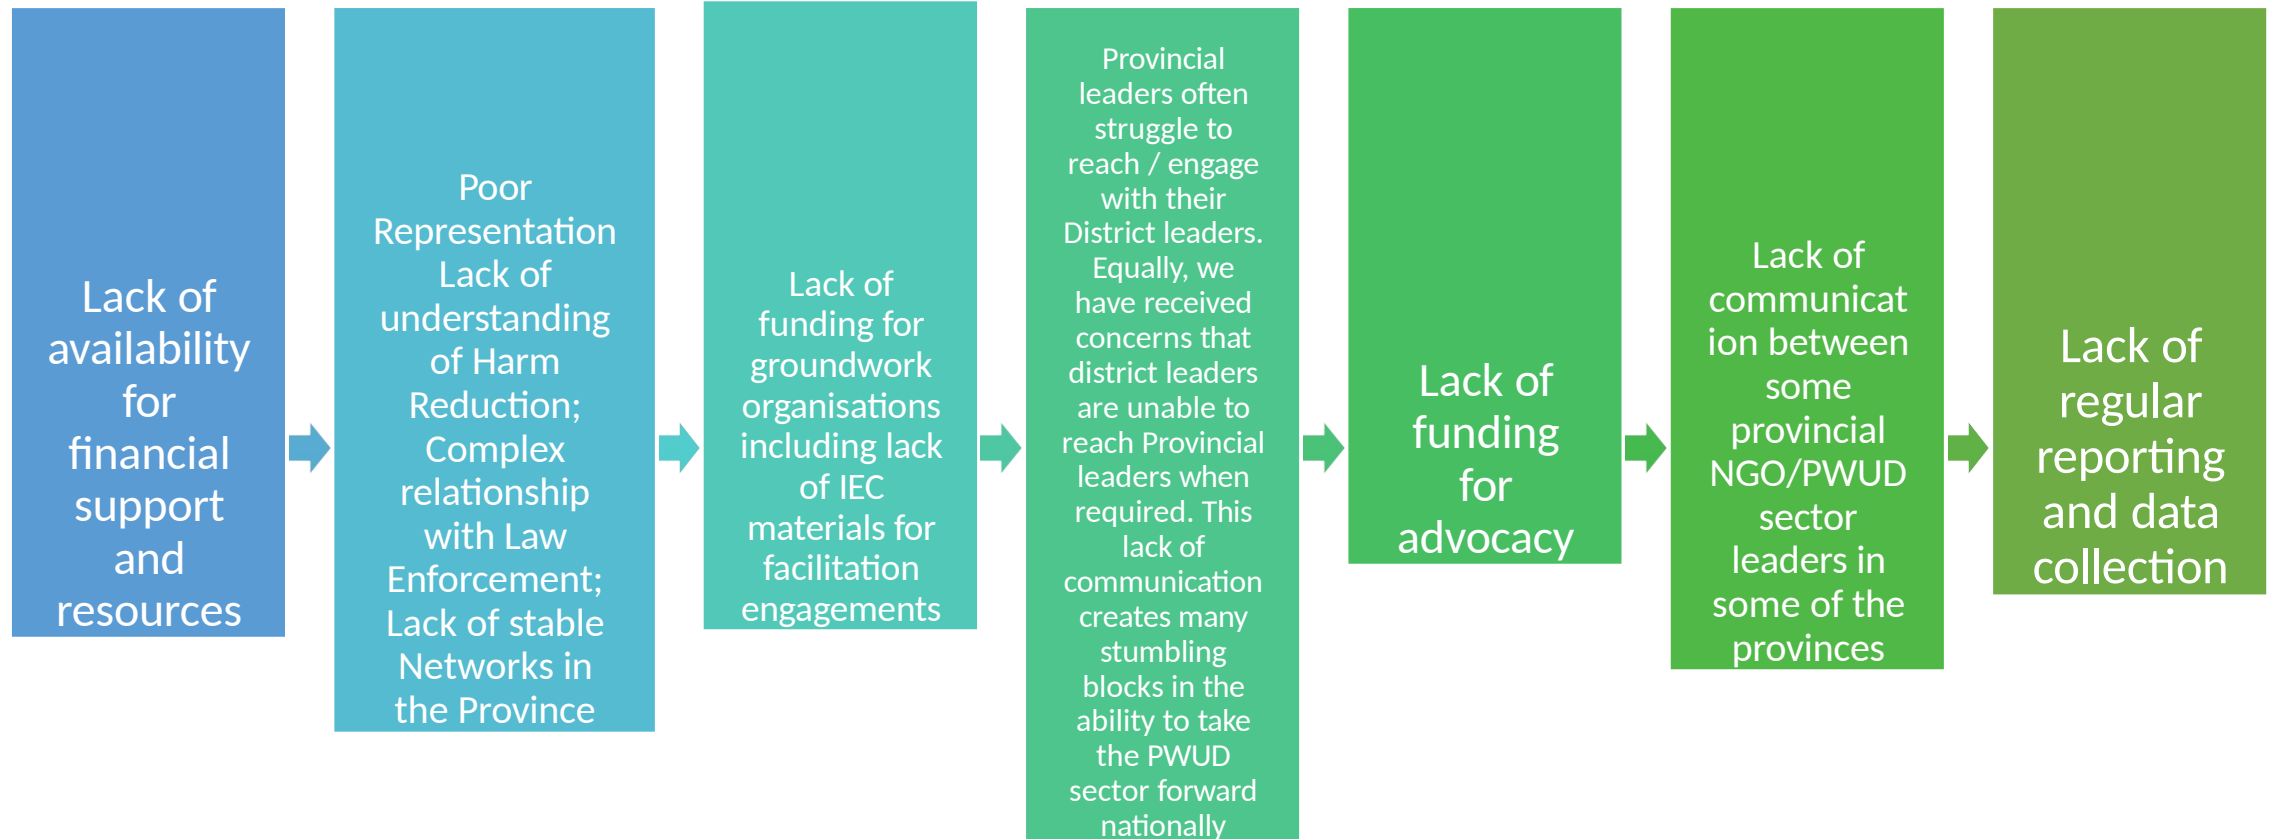 Lack of
availability
for
financial
support
and
resources
Poor
Representation
Lack of
understanding
of Harm
Reduction;
Complex
relationship
with Law
Enforcement;
Lack of stable
Networks in
the Province
Lack of
funding for
groundwork
organisations
including lack
of IEC
materials for
facilitation
engagements
Provincial
leaders often
struggle to
reach / engage
with their
District leaders.
Equally, we
have received
concerns that
district leaders
are unable to
reach Provincial
leaders when
required. This
lack of
communication
creates many
stumbling
blocks in the
ability to take
the PWUD
sector forward
nationally
Lack of
funding
for
advocacy
Lack of
communicat
ion between
some
provincial
NGO/PWUD
sector
leaders in
some of the
provinces
Lack of
regular
reporting
and data
collection